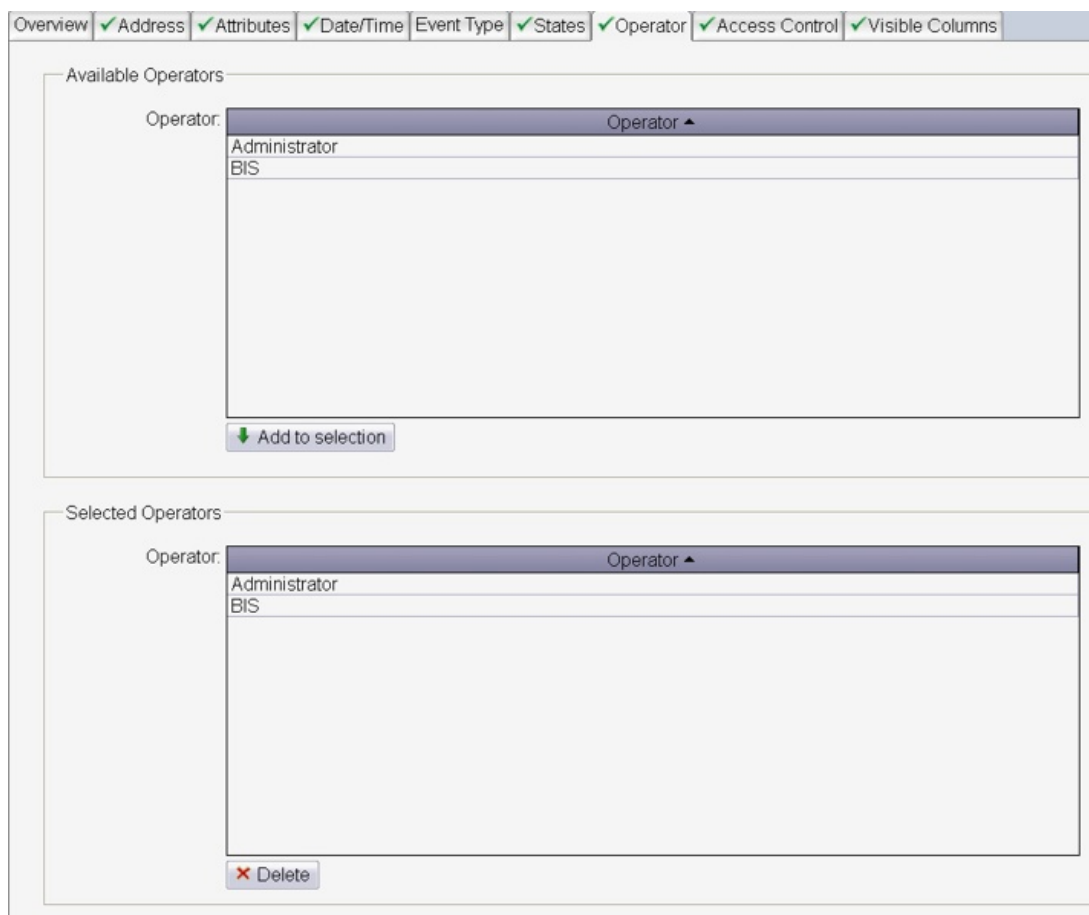 Overview Address Attributes Date/Time Event Type States Operator Access Control Visible Columns
Available Operators
Operator: Operator
Administrator
BIS
Add to selection
Selected Operators
Operator: Operator
Administrator
BIS
Delete